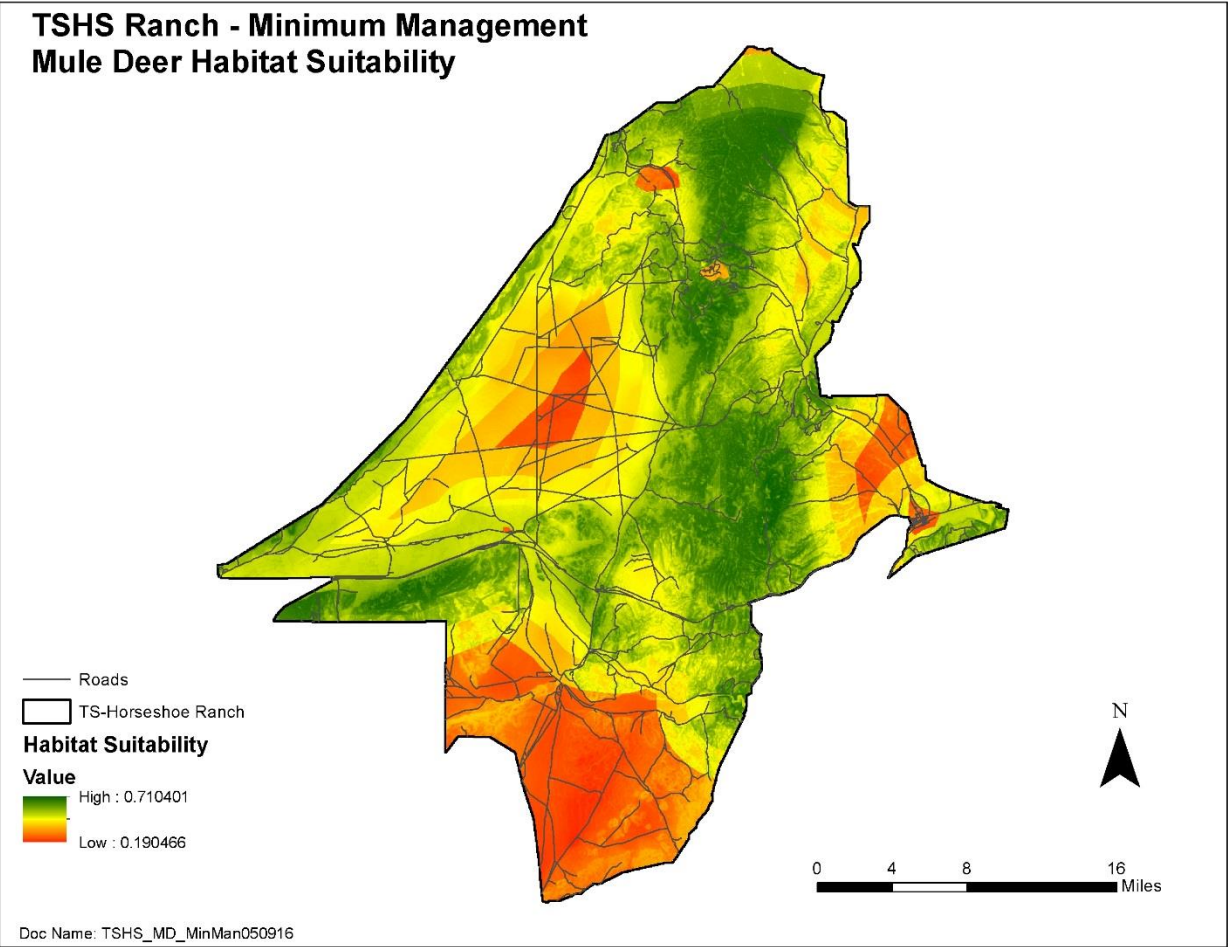 TSHS Ranch - Minimum Management
Mule Deer Habitat Suitability
Roads
TS-Horseshoe Ranch
Habitat Suitability
Value
High : 0.710401
Low : 0.190466
N
0 4 8 16
Miles
Doc Name: TSHS_MD_MinMan050916